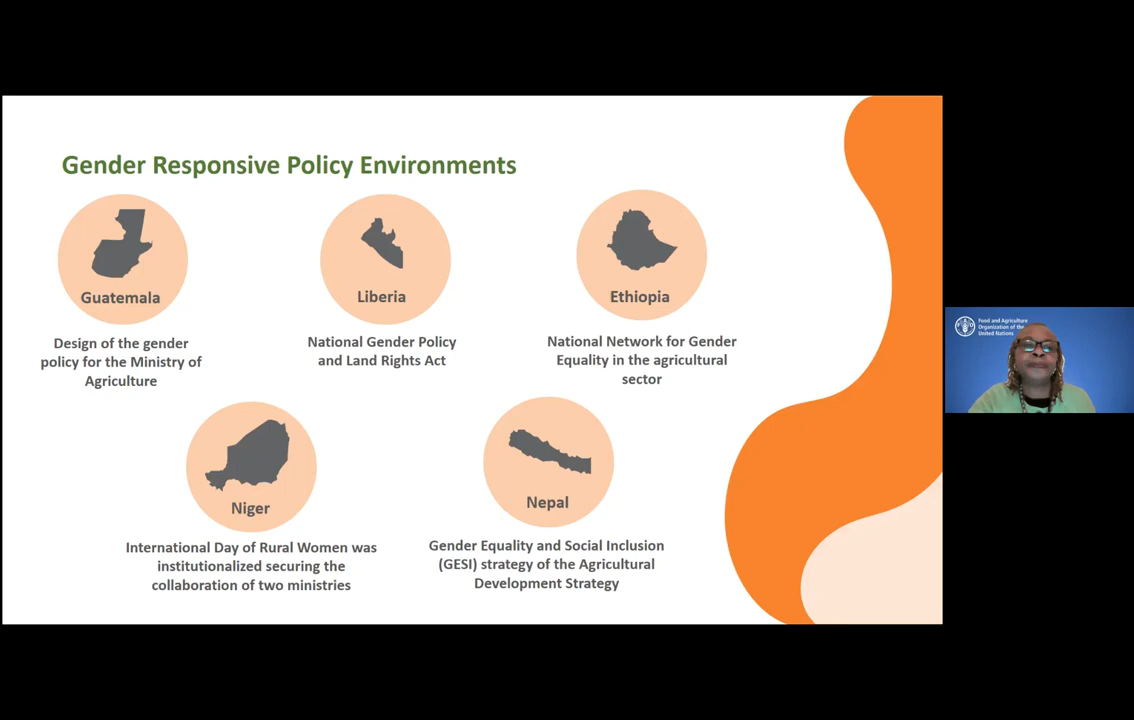 Gender Responsive Policy Environments
Guatemala
Design of the gender
policy for the Ministry of
Agriculture
Liberia
National Gender Policy
and Land Rights Act
Ethiopia
National Network for Gender
Equality in the agricultural
sector
Niger
International Day of Rural Women was
institutionalized securing the
collaboration of two ministries
Nepal
Gender Equality and Social Inclusion
(GESI) strategy of the Agricultural
Development Strategy
Food and Agriculture
Organization of the
United Nations